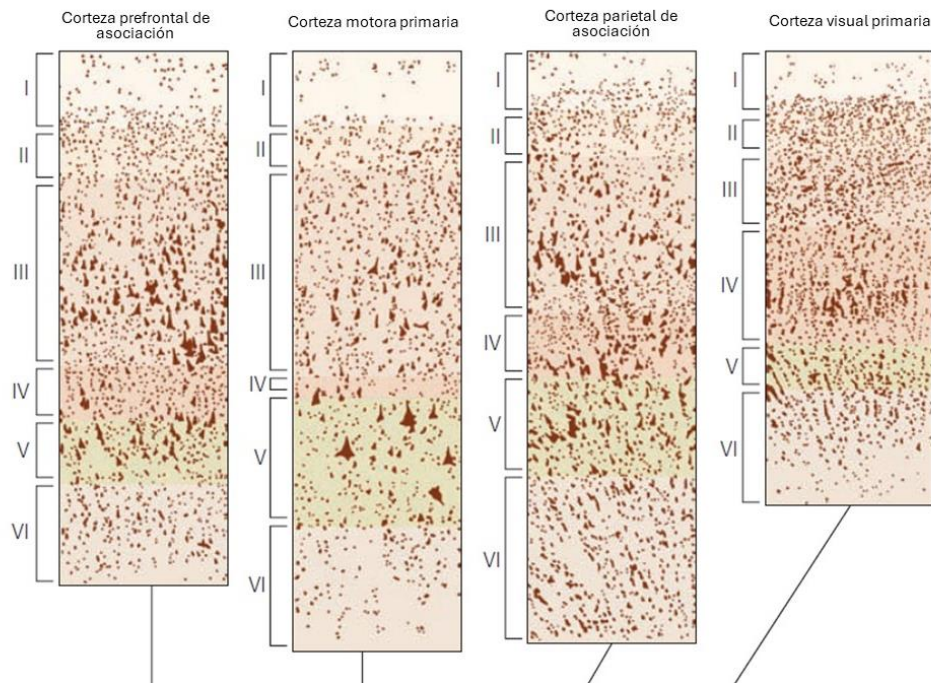 Corteza prefrontal de
asociación
Corteza motora primaria
Corteza parietal de
asociación
Corteza visual primaria
I
II
III
IV
V
VI
I
II
III
IV
V
VI
I
II
III
IV
V
VI
I
II
III
IV
V
VI